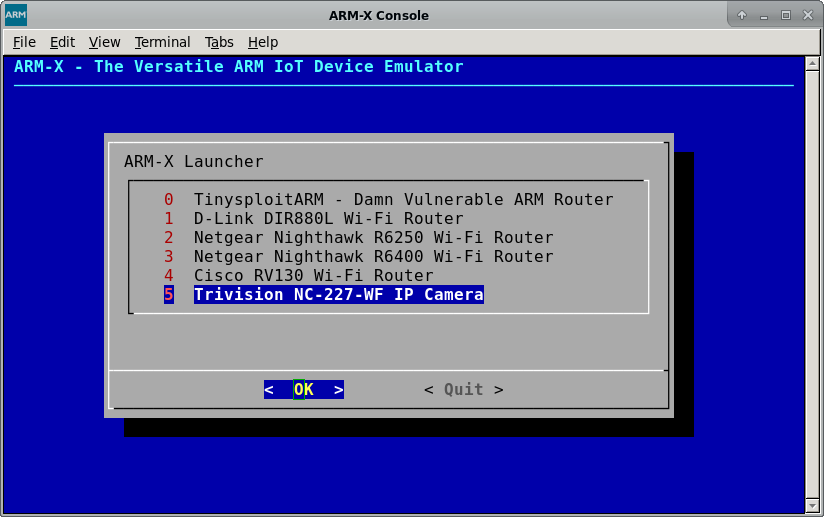 ARM
ARM-X Console
File Edit View Terminal Tabs Help
ARM-X - The Versatile ARM IoT Device Emulator
ARM-X Launcher
0 TinysploitARM - Damn Vulnerable ARM Router
1 D-Link DIR880L Wi-Fi Router
2 Netgear Nighthawk R6250 Wi-Fi Router
3 Netgear Nighthawk R6400 Wi-Fi Router
4 Cisco RV130 Wi-Fi Router
5 Trivision NC-227-WF IP Camera
< OK > < Quit >